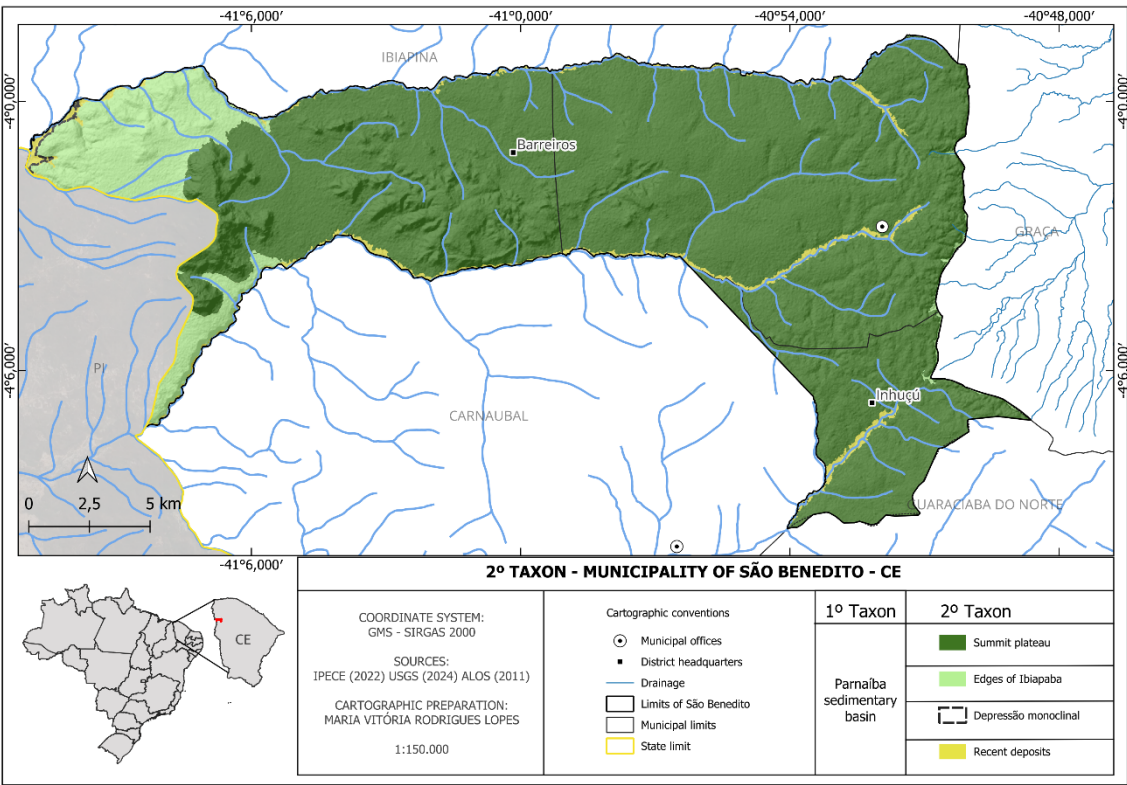 -41°6,000'
-41°0,000'
-40°54,000'
-40°48,000'
IBIAPINA
-4°0,000'
-4°0,000'
Barreiros
GRAÇA
PI
-4°6,000'
-4°6,000'
Inhuçú
CARNAUBAL
GUARACIABA DO NORTE
0 2,5 5 km
-41°6,000'
-41°0,000'
-40°54,000'
-40°48,000'
CE
2º TAXON - MUNICIPALITY OF SÃO BENEDITO - CE
COORDINATE SYSTEM:
GMS - SIRGAS 2000
SOURCES:
IPECE (2022) USGS (2024) ALOS (2011)
CARTOGRAPHIC PREPARATION:
MARIA VITÓRIA RODRIGUES LOPES
1:150.000
Cartographic conventions
Municipal offices
District headquarters
Drainage
Limits of São Benedito
Municipal limits
State limit
1º Taxon
Parnaíba
sedimentary
basin
2º Taxon
Summit plateau
Edges of Ibiapaba
Depressão monoclinal
Recent deposits